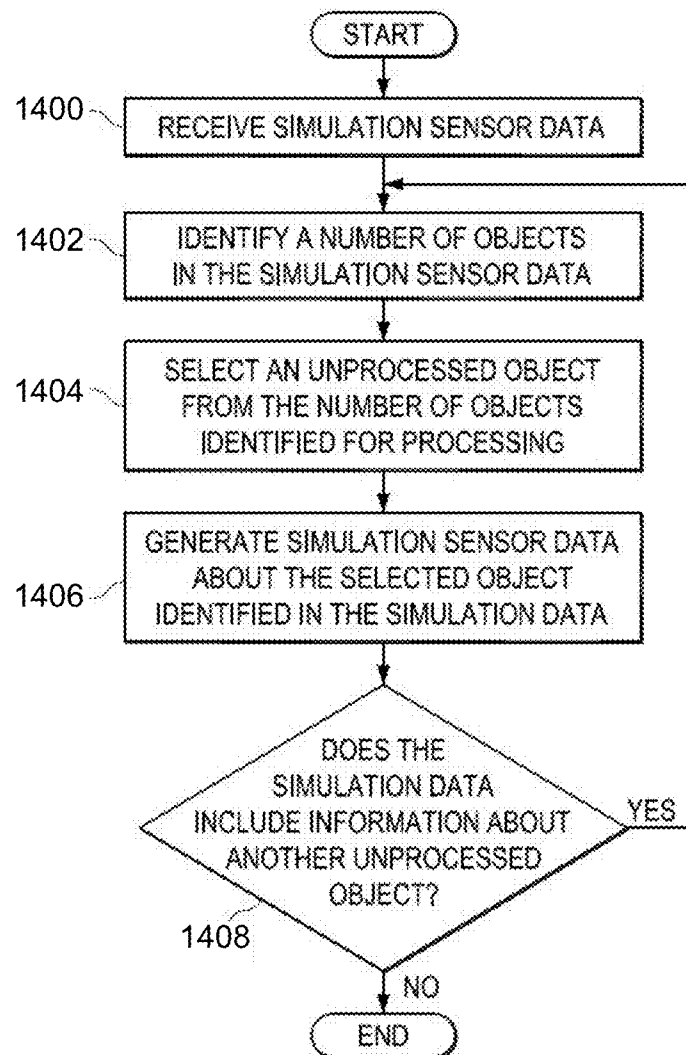 START
1400
RECEIVE SIMULATION SENSOR DATA
1402
IDENTIFY A NUMBER OF OBJECTS
IN THE SIMULATION SENSOR DATA
1404
SELECT AN UNPROCESSED OBJECT
FROM THE NUMBER OF OBJECTS
IDENTIFIED FOR PROCESSING
1406
GENERATE SIMULATION SENSOR DATA
ABOUT THE SELECTED OBJECT
IDENTIFIED IN THE SIMULATION DATA
DOES THE
SIMULATION DATA
INCLUDE INFORMATION ABOUT
ANOTHER UNPROCESSED
OBJECT?
YES
1408
NO
END